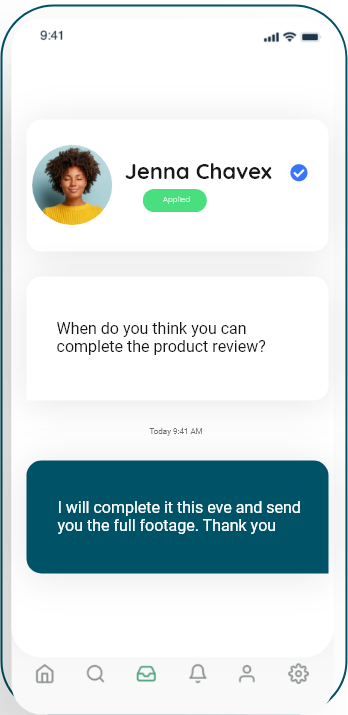 9:41
Jenna Chavex
Applied
When do you think you can
complete the product review?
Today 9:41 AM
I will complete it this eve and send
you the full footage. Thank you